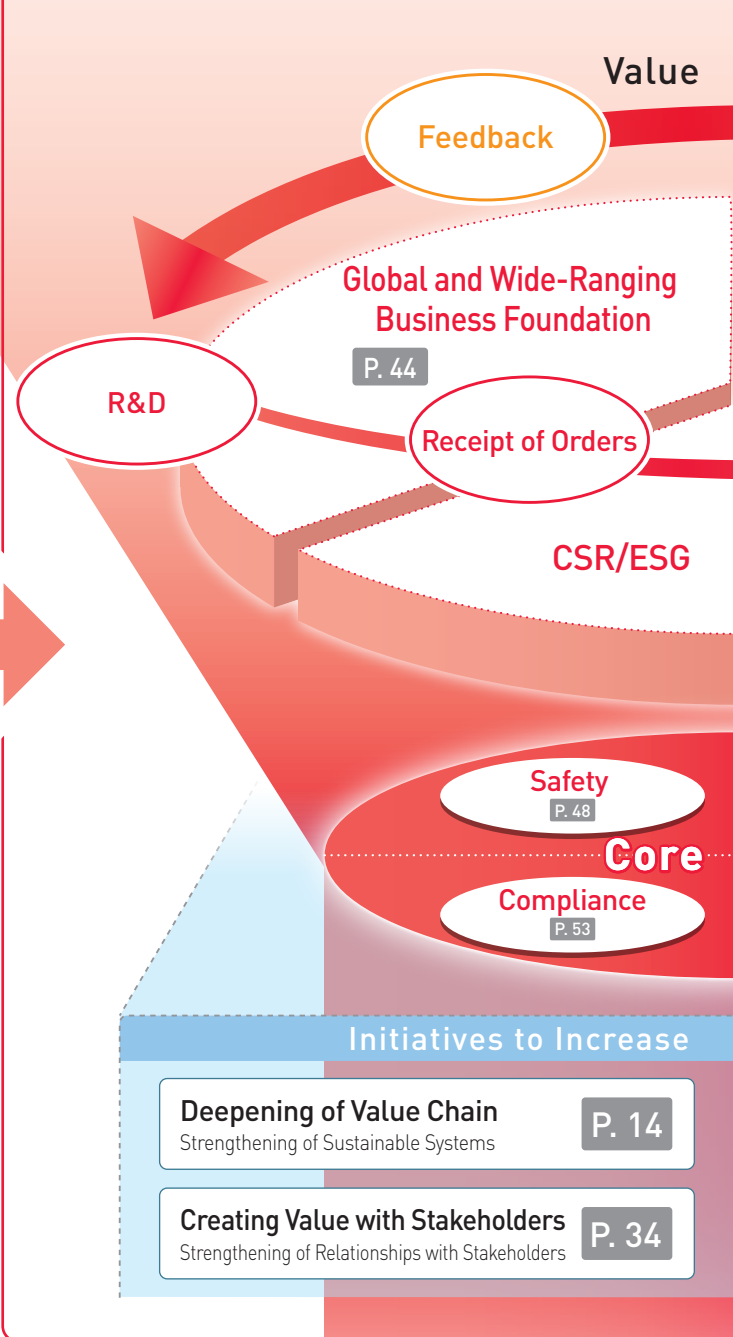 Value
Feedback
Global and Wide-Ranging
Business Foundation
P. 44
R&D
Receipt of Orders
CSR/ESG
Safety
P. 48
Core
Compliance
P. 53
Initiatives to Increase
Deepening of Value Chain
Strengthening of Sustainable Systems
P. 14
Creating Value with Stakeholders
Strengthening of Relationships with Stakeholders
P. 34